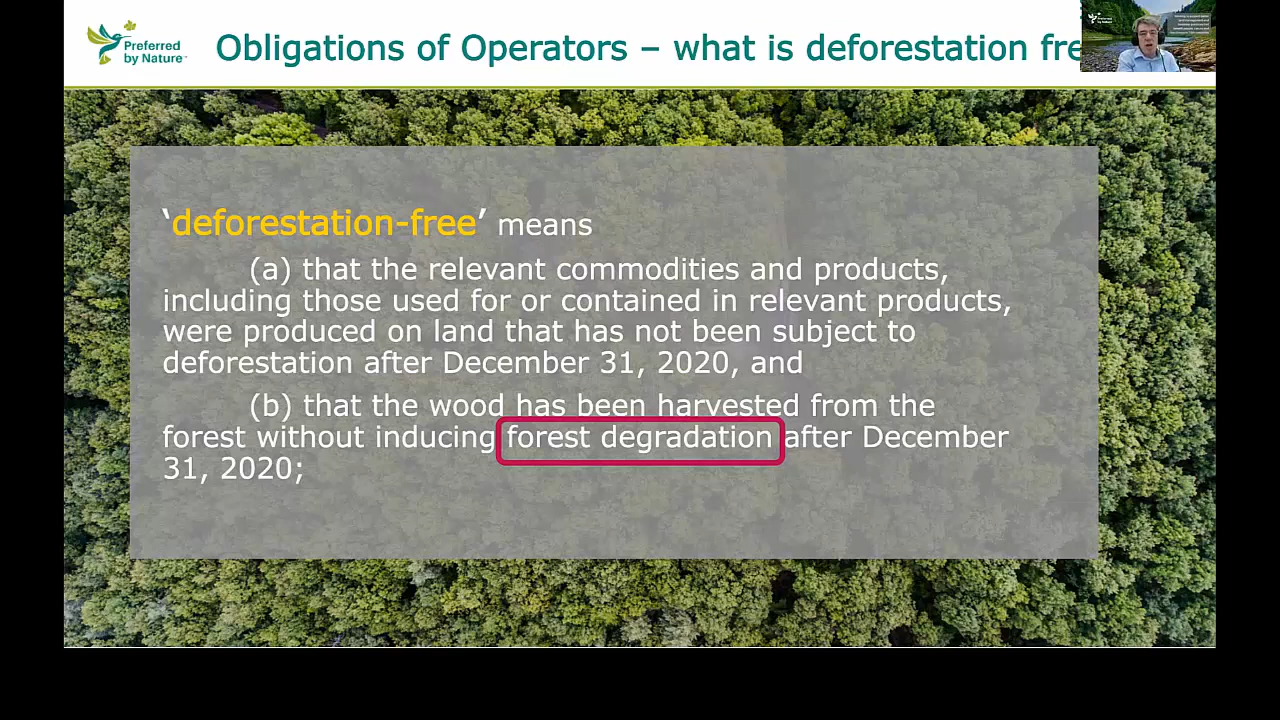 Preferred
by Nature™
Obligations of Operators – what is deforestation fre
Preferred
by Nature
‘deforestation-free’ means
(a) that the relevant commodities and products,
including those used for or contained in relevant products,
were produced on land that has not been subject to
deforestation after December 31, 2020, and
(b) that the wood has been harvested from the
forest without inducing forest degradation after December
31, 2020;